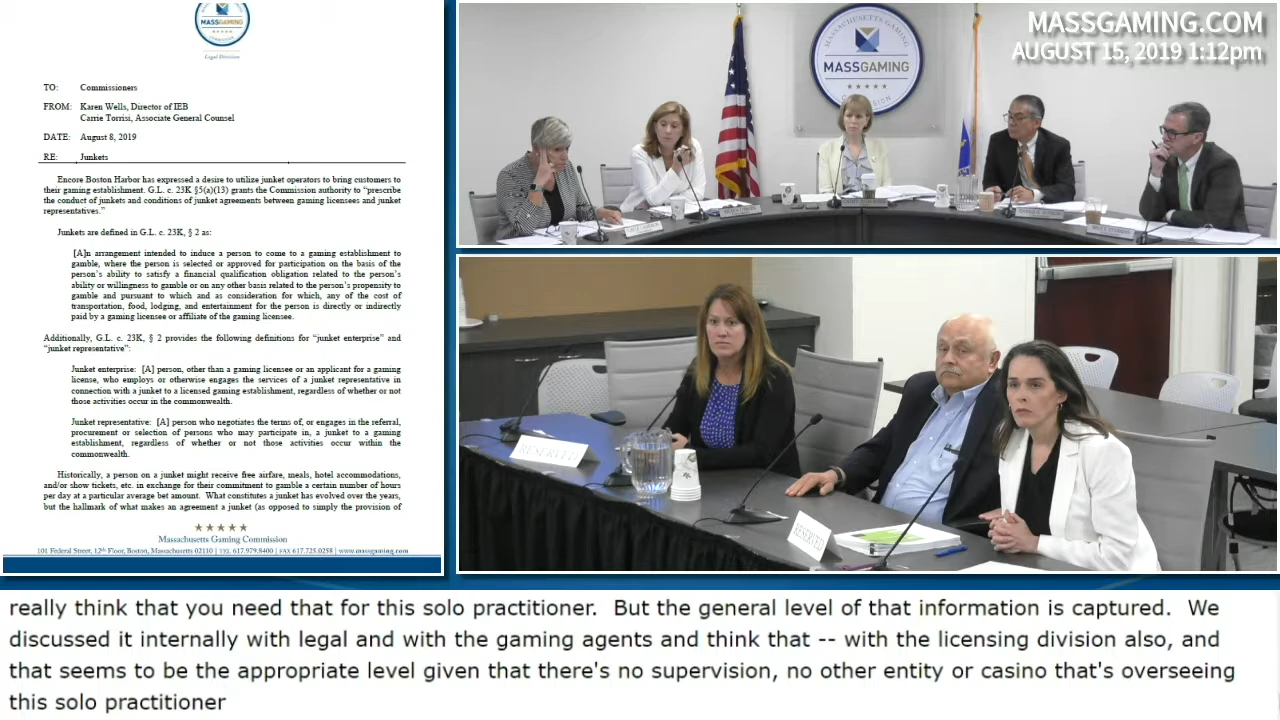 MASSGAMING
★★★★★
Legal Division
TO: Commissioners
FROM: Karen Wells, Director of IEB
Carrie Torrisi, Associate General Counsel
DATE: August 8, 2019
RE: Junkets
Encore Boston Harbor has expressed a desire to utilize junket operators to bring customers to
their gaming establishment. G.L. c. 23K §5(a)(13) grants the Commission authority to “prescribe
the conduct of junkets and conditions of junket agreements between gaming licensees and junket
representatives.”
Junkets are defined in G.L. c. 23K, § 2 as:
[A]n arrangement intended to induce a person to come to a gaming establishment to
gamble, where the person is selected or approved for participation on the basis of the
person’s ability to satisfy a financial qualification obligation related to the person’s
ability or willingness to gamble or on any other basis related to the person’s propensity to
gamble and pursuant to which and as consideration for which, any of the cost of
transportation, food, lodging, and entertainment for the person is directly or indirectly
paid by a gaming licensee or affiliate of the gaming licensee.
Additionally, G.L. c. 23K, § 2 provides the following definitions for “junket enterprise” and
“junket representative”:
Junket enterprise: [A] person, other than a gaming licensee or an applicant for a gaming
license, who employs or otherwise engages the services of a junket representative in
connection with a junket to a licensed gaming establishment, regardless of whether or not
those activities occur in the commonwealth.
Junket representative: [A] person who negotiates the terms of, or engages in the referral,
procurement or selection of persons who may participate in, a junket to a gaming
establishment, regardless of whether or not those activities occur within the
commonwealth.
Historically, a person on a junket might receive free airfare, meals, hotel accommodations,
and/or show tickets, etc. in exchange for their commitment to gamble a certain number of hours
per day at a particular average bet amount. What constitutes a junket has evolved over the years,
but the hallmark of what makes an agreement a junket (as opposed to simply the provision of
★★★★★
Massachusetts Gaming Commission
101 Federal Street, 12th Floor, Boston, Massachusetts 02110 | TEL 617.979.8400 | FAX 617.725.0258 | www.massgaming.com
MASSACHUSETTS GAMING
MASSGAMING
★★★★★
MASSGAMING.COM
AUGUST 15, 2019 1:12pm
RESERVED
RESERVED
really think that you need that for this solo practitioner. But the general level of that information is captured. We
discussed it internally with legal and with the gaming agents and think that -- with the licensing division also, and
that seems to be the appropriate level given that there's no supervision, no other entity or casino that's overseeing
this solo practitioner